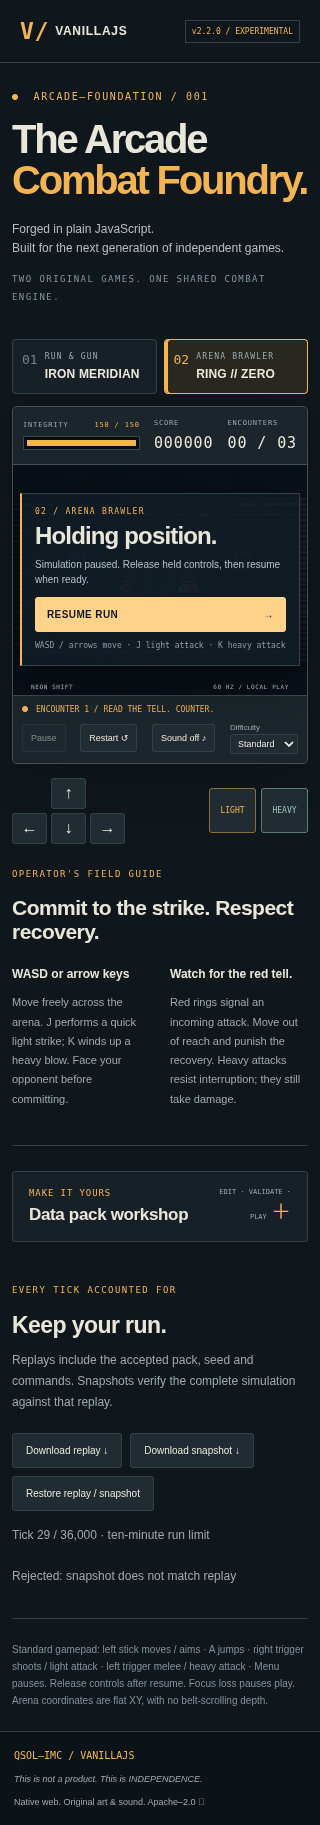 V/ VANILLAJS
v2.2.0 / EXPERIMENTAL
ARCADE—FOUNDATION / 001
The Arcade
Combat Foundry.
Forged in plain JavaScript.
Built for the next generation of independent games.
TWO ORIGINAL GAMES. ONE SHARED COMBAT
ENGINE.
01 RUN & GUN
IRON MERIDIAN
02 ARENA BRAWLER
RING // ZERO
INTEGRITY 150 / 150
SCORE
000000
ENCOUNTERS
00 / 03
02 / ARENA BRAWLER
Holding position.
Simulation paused. Release held controls, then resume
when ready.
RESUME RUN →
WASD / arrows move · J light attack · K heavy attack
NEON SHIFT
60 HZ / LOCAL PLAY
ENCOUNTER 1 / READ THE TELL. COUNTER.
Pause
Restart ↺
Sound off ♪
Difficulty
Standard
↑
← ↓ →
LIGHT
HEAVY
OPERATOR'S FIELD GUIDE
Commit to the strike. Respect
recovery.
WASD or arrow keys
Move freely across the
arena. J performs a quick
light strike; K winds up a
heavy blow. Face your
opponent before
committing.
Watch for the red tell.
Red rings signal an
incoming attack. Move out
of reach and punish the
recovery. Heavy attacks
resist interruption; they still
take damage.
MAKE IT YOURS
Data pack workshop
EDIT · VALIDATE ·
PLAY +
EVERY TICK ACCOUNTED FOR
Keep your run.
Replays include the accepted pack, seed and
commands. Snapshots verify the complete simulation
against that replay.
Download replay ↓
Download snapshot ↓
Restore replay / snapshot
Tick 29 / 36,000 · ten-minute run limit
Rejected: snapshot does not match replay
Standard gamepad: left stick moves / aims · A jumps · right trigger
shoots / light attack · left trigger melee / heavy attack · Menu
pauses. Release controls after resume. Focus loss pauses play.
Arena coordinates are flat XY, with no belt-scrolling depth.
QSOL—IMC / VANILLAJS
This is not a product. This is INDEPENDENCE.
Native web. Original art & sound. Apache–2.0